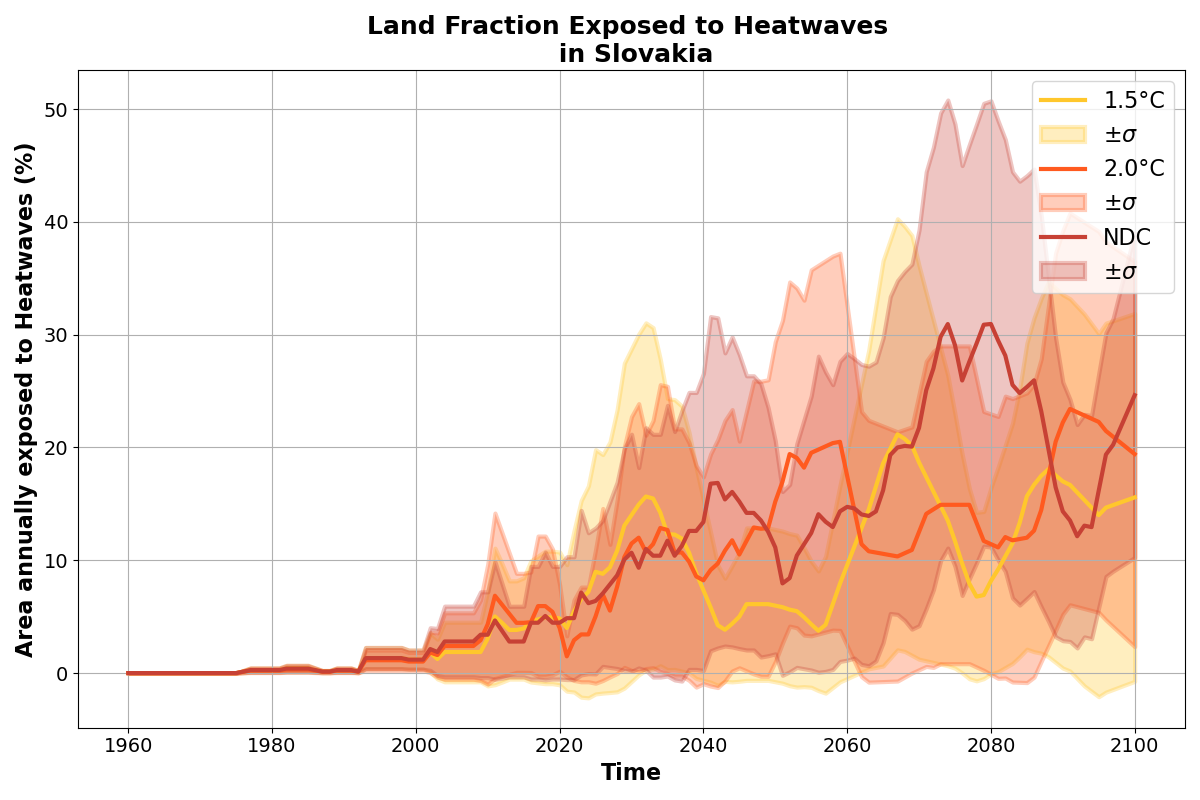 Land Fraction Exposed to Heatwaves
in Slovakia
Area annually exposed to Heatwaves (%)
50
40
30
20
10
0
1.5°C
±σ
2.0°C
±σ
NDC
±σ
1960 1980 2000 2020 2040 2060 2080 2100
Time